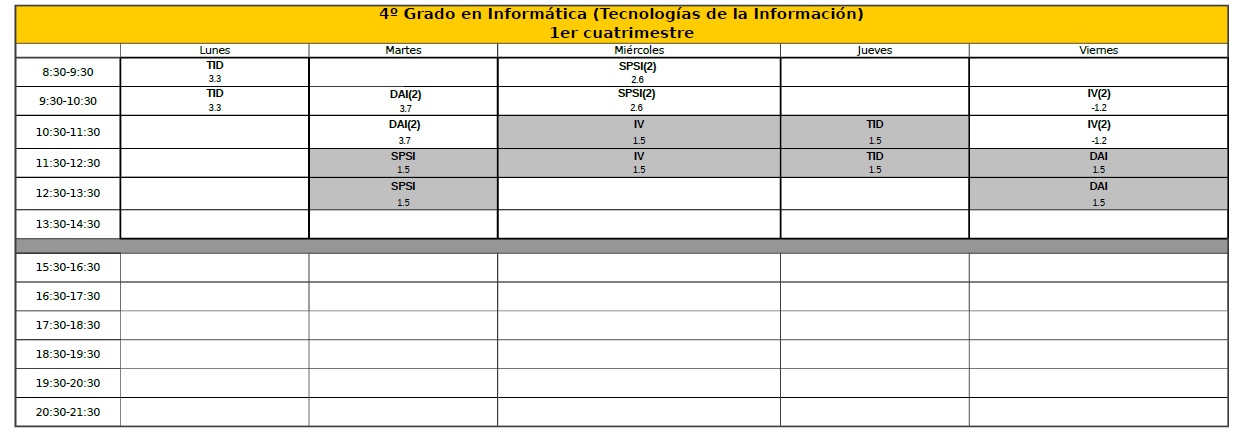 4º Grado en Informática (Tecnologías de la Información)
1er cuatrimestre
Lunes Martes Miércoles Jueves Viernes
8:30-9:30 TID SPSI(2)
3.3 2.6
9:30-10:30 TID DAI(2) SPSI(2) IV(2)
3.3 3.7 2.6 -1.2
10:30-11:30 DAI(2) IV TID IV(2)
3.7 1.5 1.5 -1.2
11:30-12:30 SPSI IV TID DAI
1.5 1.5 1.5 1.5
12:30-13:30 SPSI DAI
1.5 1.5
13:30-14:30
15:30-16:30
16:30-17:30
17:30-18:30
18:30-19:30
19:30-20:30
20:30-21:30